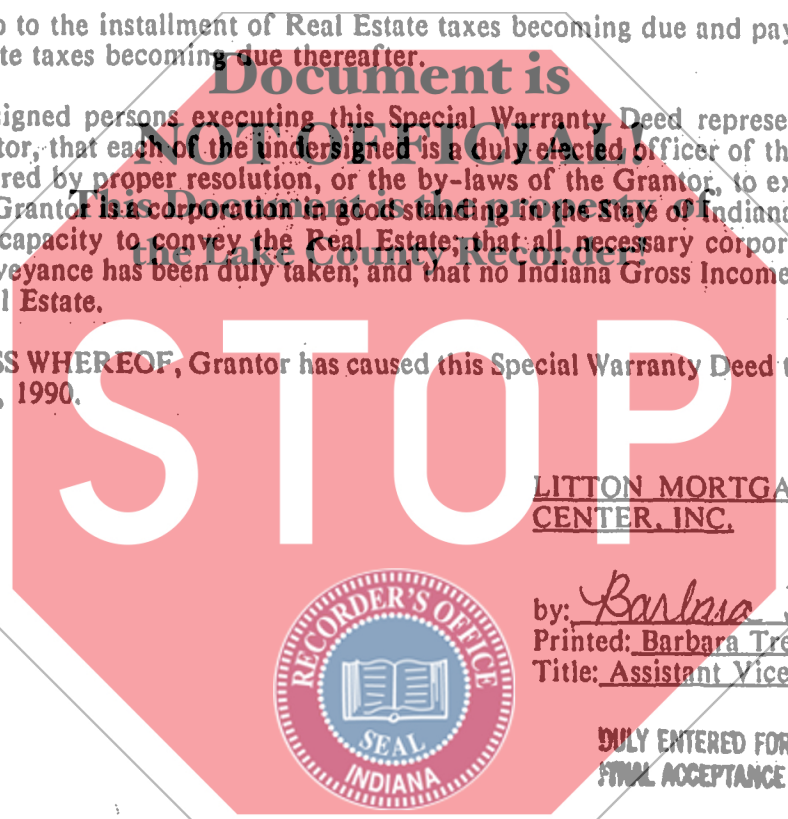 o to the installment of Real Estate taxes becoming due and pay
te taxes becoming due thereafter.
Document is
signed persons executing this Special Warranty Deed represe
NOT OFFICIAL!
tor, that each of the undersigned is a duly elected officer of th
red by proper resolution, or the by-laws of the Grantor, to ex
This Document is the property of
Grantor is a corporation in good standing in the State of Indiana
capacity to convey the Real Estate; that all necessary corpor
the Lake County Recorder!
veyance has been duly taken; and that no Indiana Gross Income
l Estate.
SS WHEREOF, Grantor has caused this Special Warranty Deed t
, 1990.
STOP
LITTON MORTGA
CENTER, INC.
by: Barbara
Printed: Barbara Tre
Title: Assistant Vice
RECORDER'S OFFICE
SEAL
INDIANA
DULY ENTERED FOR
FINAL ACCEPTANCE